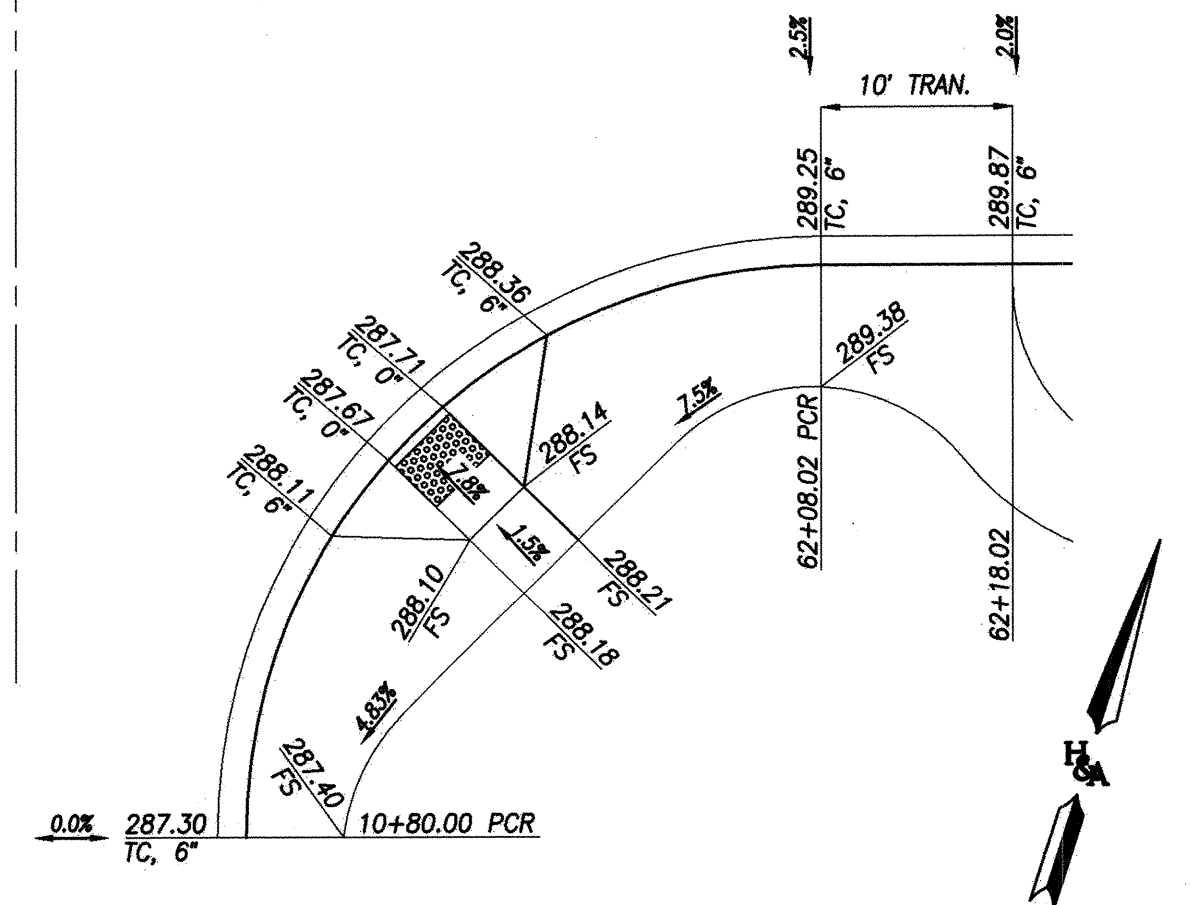 2.5%
2.0%
10' TRAN.
289.25
TC, 6"
289.87
TC, 6"
288.36
TC, 6"
287.71
TC, 0"
287.67
TC, 0"
288.11
TC, 6"
289.38
FS
7.5%
288.14
FS
7.8%
1.5%
62+08.02 PCR
62+18.02
288.21
FS
288.10
FS
288.18
FS
4.83%
287.40
FS
H&A
0.0%
287.30
TC, 6"
10+80.00 PCR